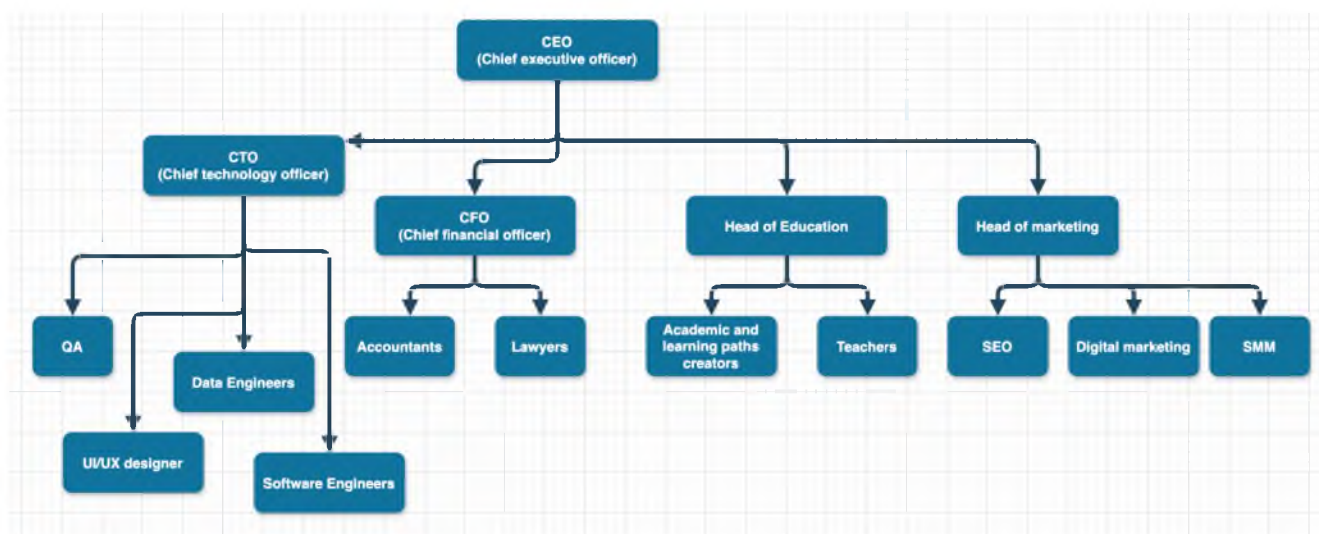 CEO
(Chief executive officer)
CTO
(Chief technology officer)
CFO
(Chief financial officer)
Head of Education
Head of marketing
QA
Accountants
Lawyers
Academic and
learning paths
creators
Teachers
SEO
Digital marketing
SMM
Data Engineers
UI/UX designer
Software Engineers